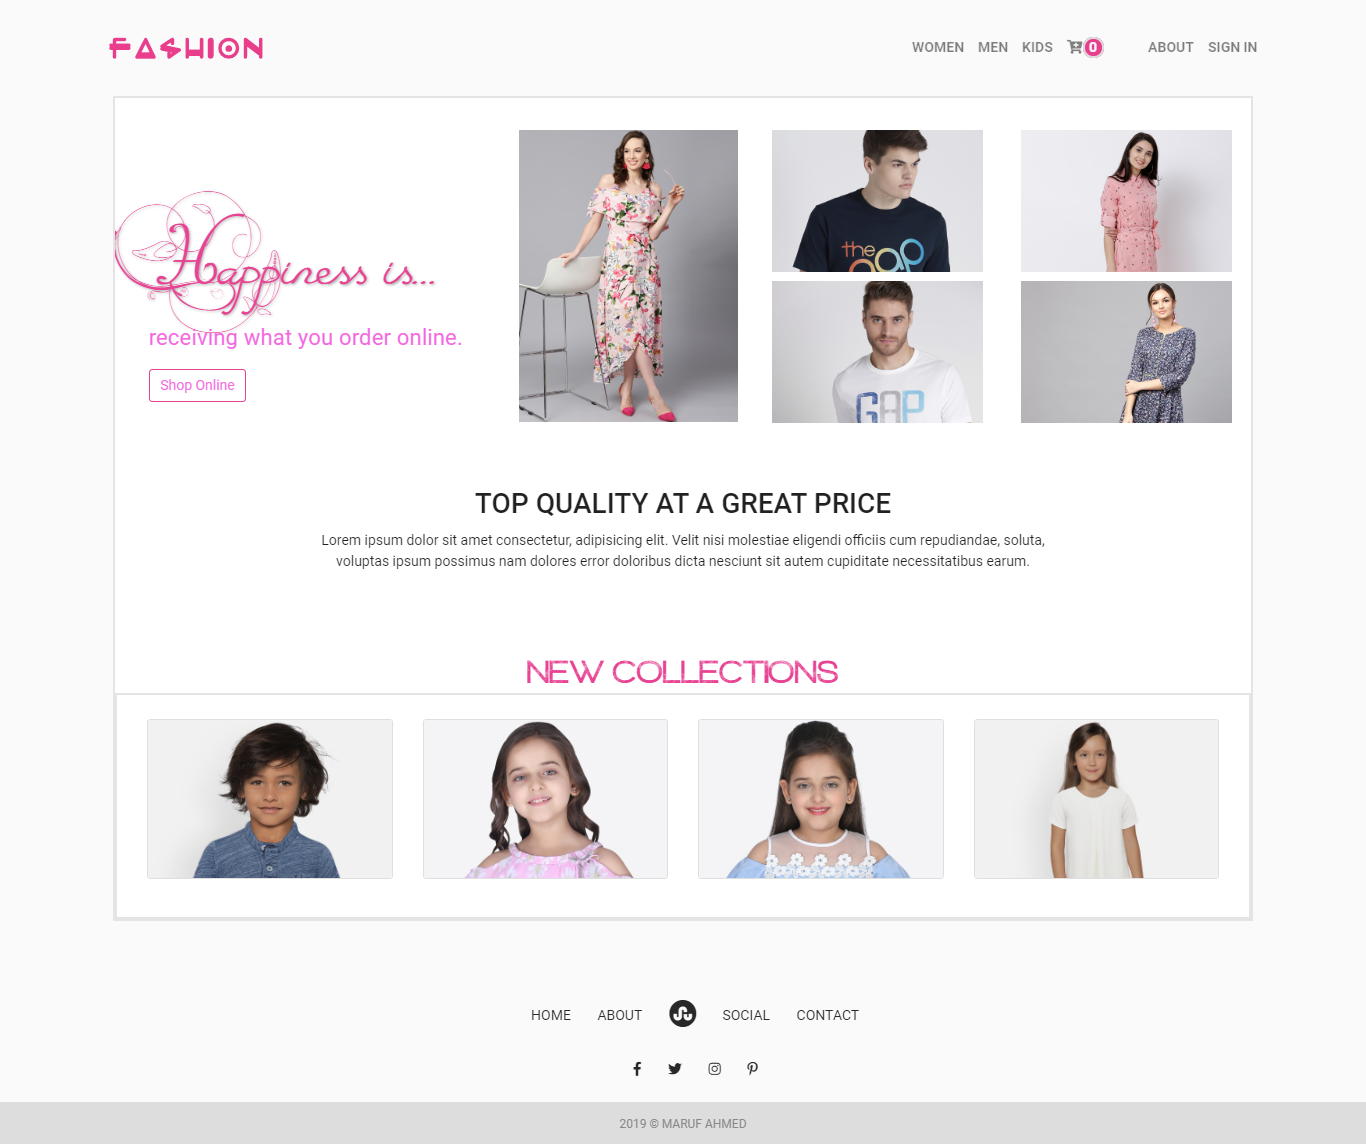 FASHION
WOMEN MEN KIDS 0 ABOUT SIGN IN
Happiness is...
receiving what you order online.
Shop Online
the
gap
GAP
TOP QUALITY AT A GREAT PRICE
Lorem ipsum dolor sit amet consectetur, adipisicing elit. Velit nisi molestiae eligendi officiis cum repudiandae, soluta,
voluptas ipsum possimus nam dolores error doloribus dicta nesciunt sit autem cupiditate necessitatibus earum.
NEW COLLECTIONS
HOME ABOUT SOCIAL CONTACT
2019 © MARUF AHMED